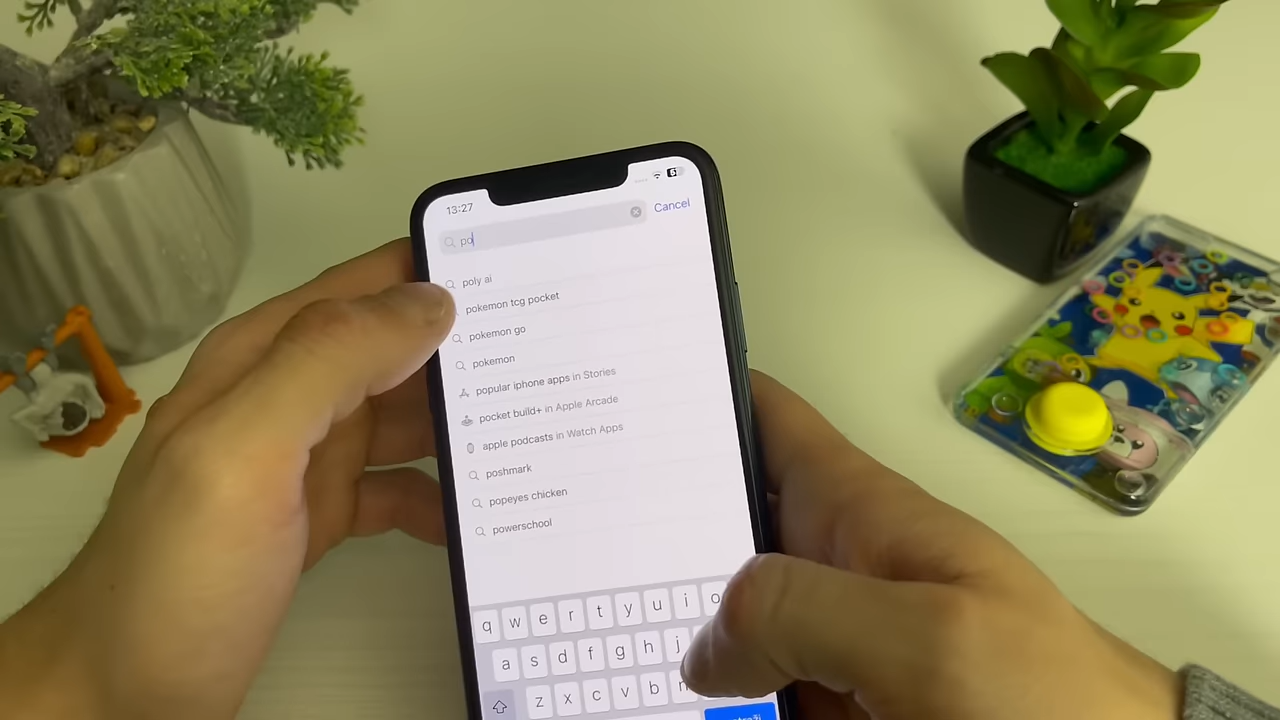 13:27
po
Cancel
poly ai
pokemon tcg pocket
pokemon go
pokemon
popular iphone apps in Stories
pocket build+ in Apple Arcade
apple podcasts in Watch Apps
poshmark
popeyes chicken
powerschool
q w e r t y u i o
a s d f g h j
z x c v b n